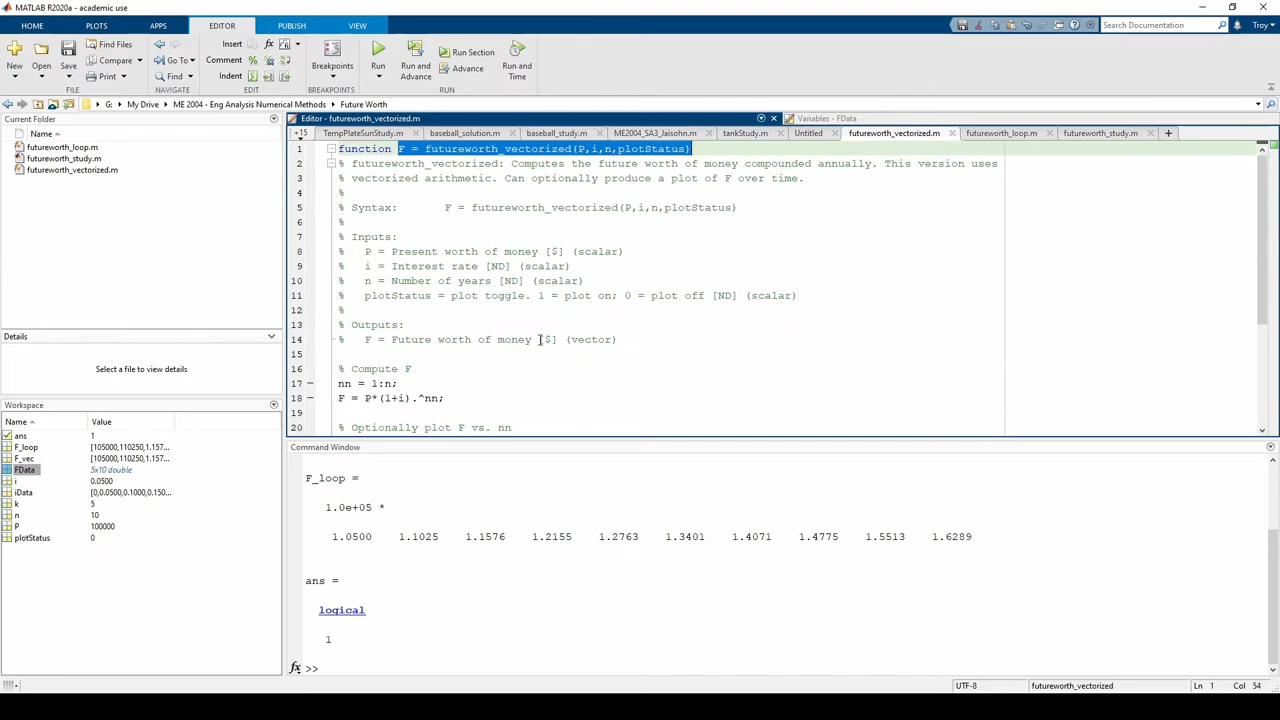 MATLAB R2020a - academic use
HOME PLOTS APPS EDITOR PUBLISH VIEW
Search Documentation
Troy
New
Open
Save
Find Files
Compare
Print
Go To
Find
Insert
Comment
Indent
Breakpoints
Run
Run and Advance
Run Section
Advance
Run and Time
FILE NAVIGATE EDIT BREAKPOINTS RUN
G: My Drive ME 2004 - Eng Analysis Numerical Methods Future Worth
Current Folder
Name
futureworth_loop.m
futureworth_study.m
futureworth_vectorized.m
Details
Select a file to view details
Workspace
Name Value
ans 1
F_loop [105000,110250,1.157...
F_vec [105000,110250,1.157...
FData 5x10 double
i 0.0500
iData [0,0.0500,0.1000,0.150...
k 5
n 10
P 100000
plotStatus 0
Editor - futureworth_vectorized.m
Variables - FData
+15 TempPlateSunStudy.m baseball_solution.m baseball_study.m ME2004_SA3_Jaisohn.m tankStudy.m Untitled futureworth_vectorized.m futureworth_loop.m futureworth_study.m
1 function F = futureworth_vectorized(P,i,n,plotStatus)
2 % futureworth_vectorized: Computes the future worth of money compounded annually. This version uses
3 % vectorized arithmetic. Can optionally produce a plot of F over time.
4 %
5 % Syntax: F = futureworth_vectorized(P,i,n,plotStatus)
6 %
7 % Inputs:
8 % P = Present worth of money [$] (scalar)
9 % i = Interest rate [ND] (scalar)
10 % n = Number of years [ND] (scalar)
11 % plotStatus = plot toggle. 1 = plot on; 0 = plot off [ND] (scalar)
12 %
13 % Outputs:
14 % F = Future worth of money [$] (vector)
15
16 % Compute F
17 nn = 1:n;
18 F = P*(1+i).^nn;
19
20 % Optionally plot F vs. nn
Command Window
F_loop =
1.0e+05 *
1.0500 1.1025 1.1576 1.2155 1.2763 1.3401 1.4071 1.4775 1.5513 1.6289
ans =
logical
1
fx >>
UTF-8 futureworth_vectorized Ln 1 Col 54